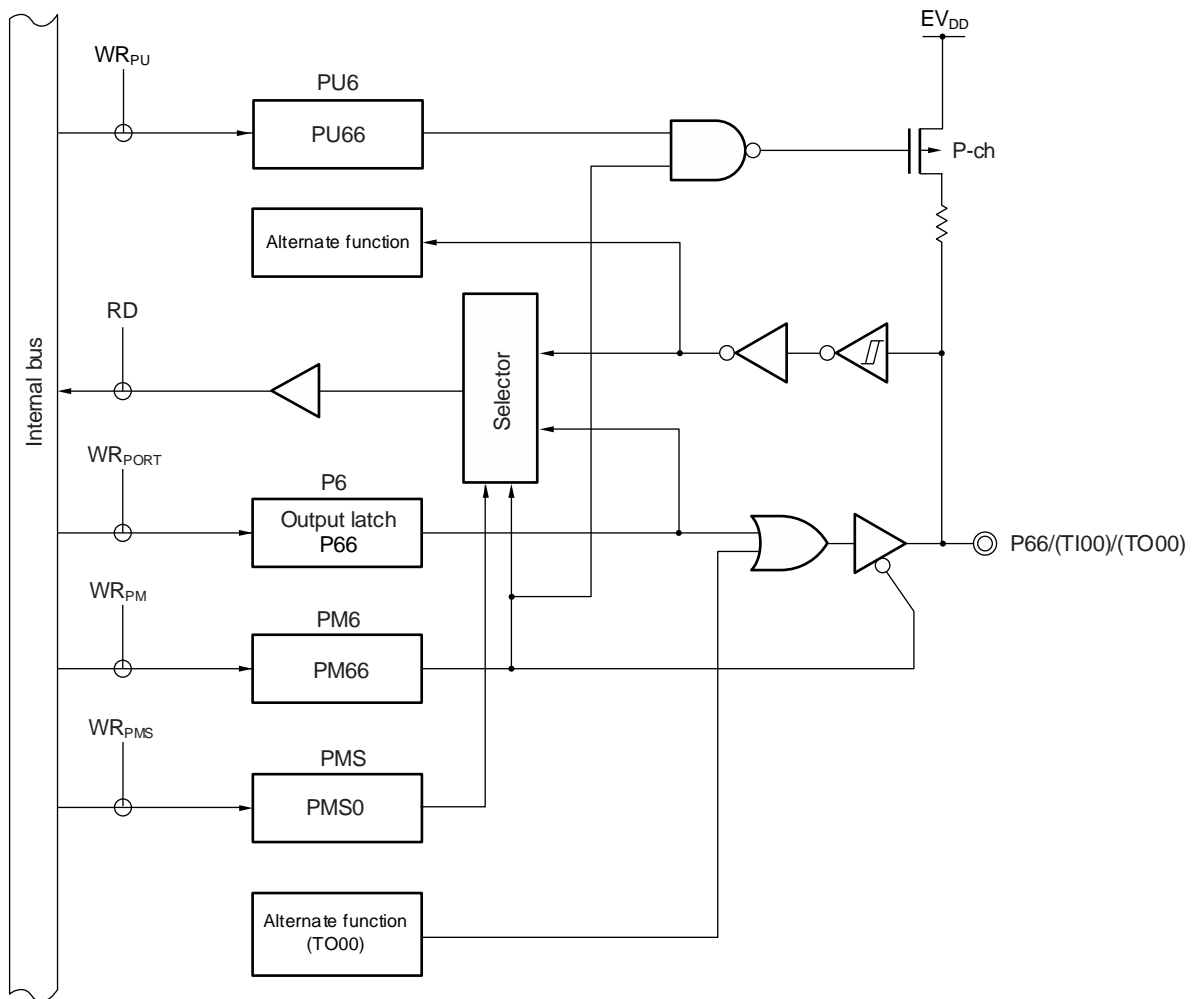 EVDD
WRPU
PU6
PU66
P-ch
Alternate function
RD
Selector
Internal bus
WRPORT
P6
Output latch
P66
P66/(TI00)/(TO00)
WRPM
PM6
PM66
WRPMS
PMS
PMS0
Alternate function
(TO00)